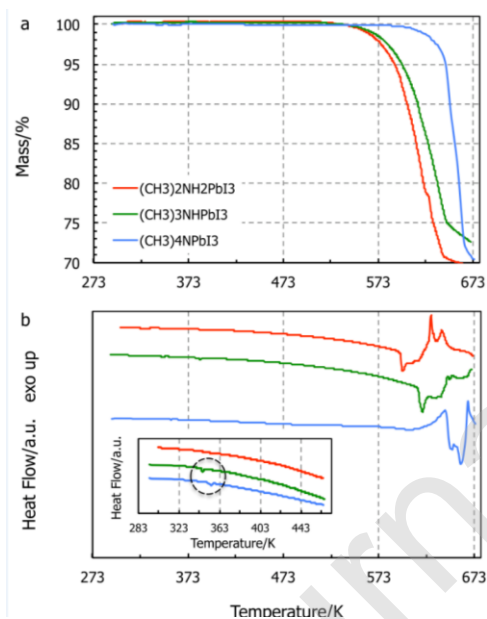 a
100
95
90
85
80
75
70
Mass/%
(CH3)2NH2PbI3
(CH3)3NHPbI3
(CH3)4NPbI3
273 373 473 573 673
b
Heat Flow/a.u. exo up
Heat Flow/a.u.
283 323 363 403 443
Temperature/K
273 373 473 573 673
Temperature/K